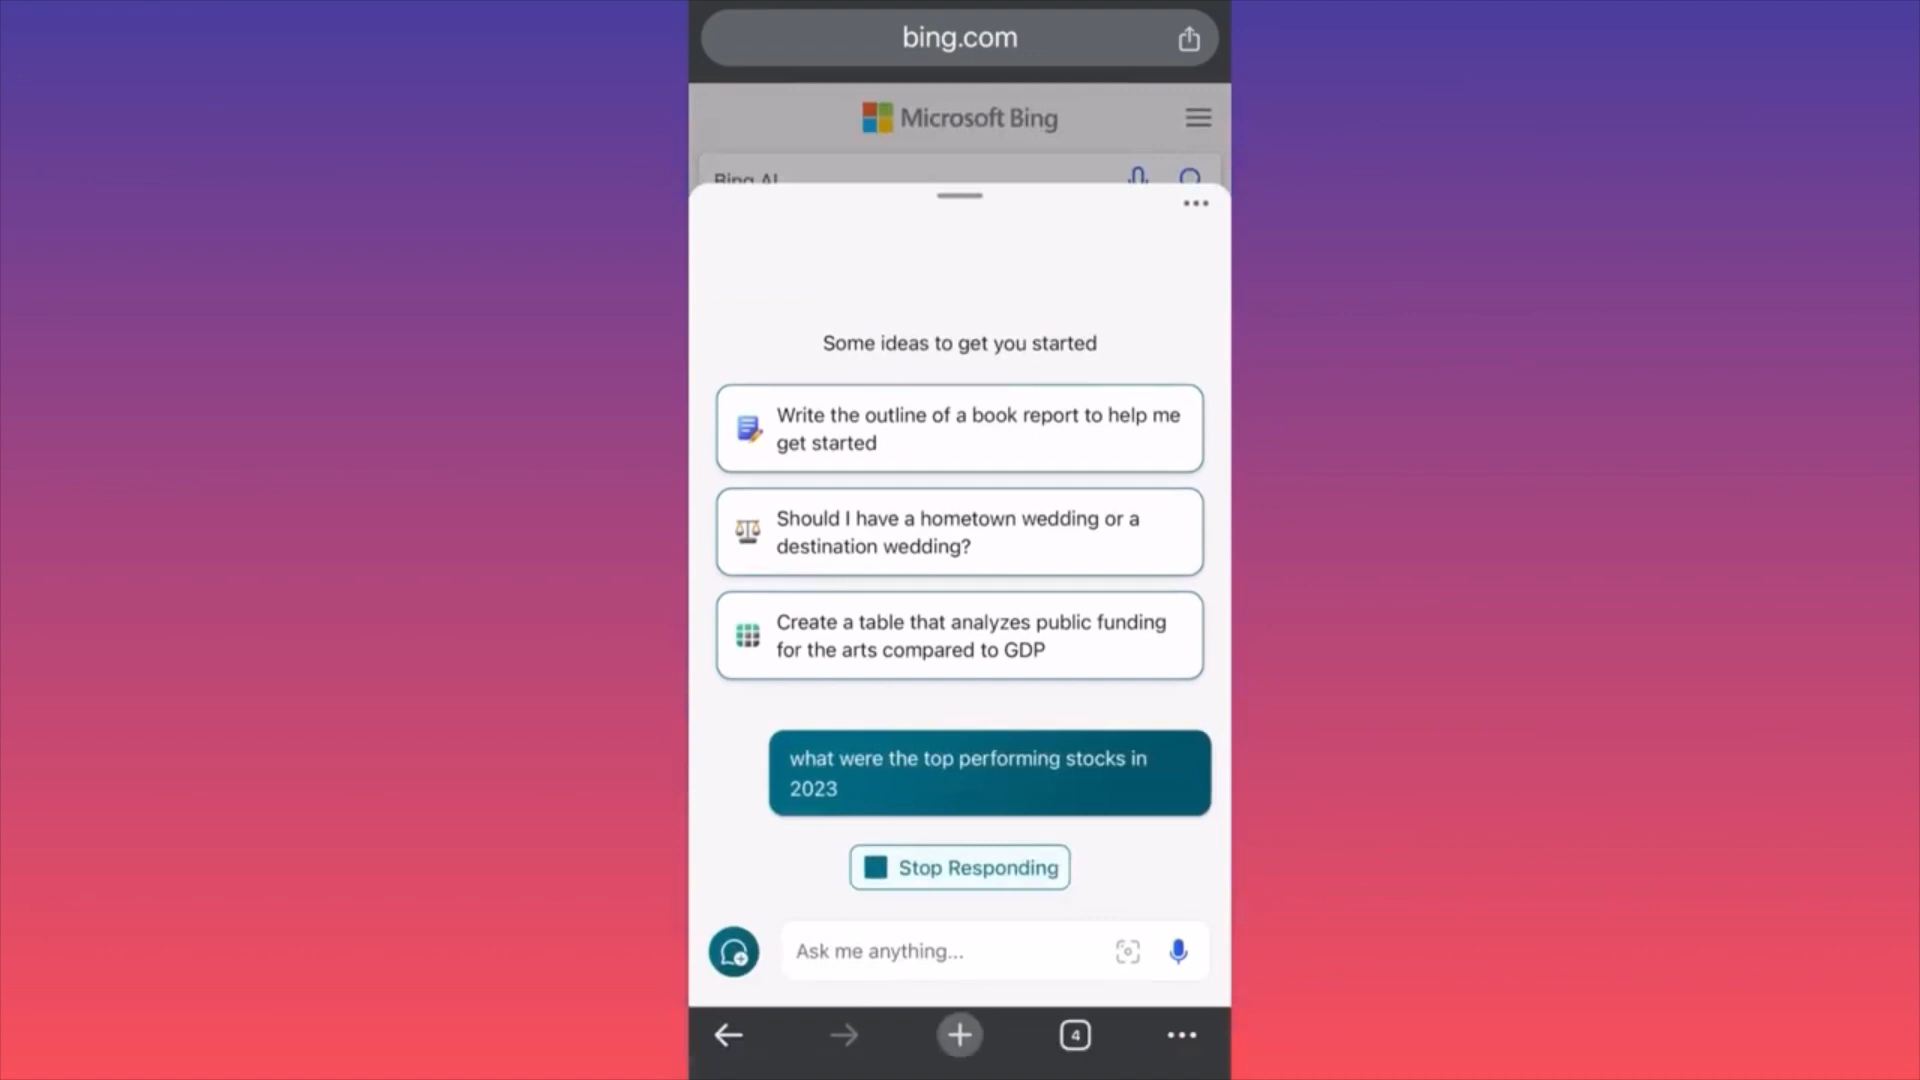 bing.com
Microsoft Bing
Bing AI
Some ideas to get you started
Write the outline of a book report to help me
get started
Should I have a hometown wedding or a
destination wedding?
Create a table that analyzes public funding
for the arts compared to GDP
what were the top performing stocks in
2023
Stop Responding
Ask me anything...
4